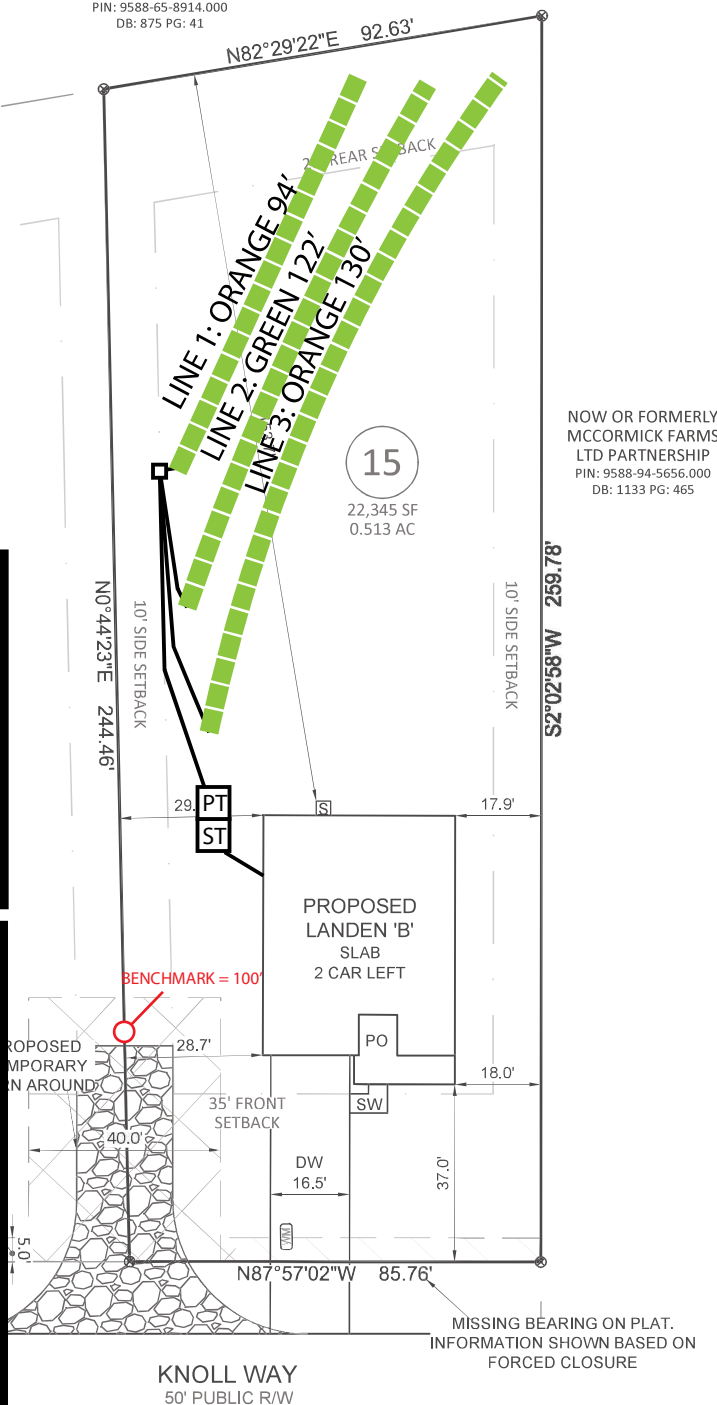 PIN: 9588-65-8914.000
DB: 875 PG: 41
N82°29'22"E 92.63'
REAR
BACK
LINE 1: ORANGE 94'
LINE 2: GREEN 122'
LINE 3: ORANGE 130'
15
22,345 SF
0.513 AC
NOW OR FORMERLY
MCCORMICK FARMS
LTD PARTNERSHIP
PIN: 9588-94-5656.000
DB: 1133 PG: 465
N0°44'23"E 244.46'
10' SIDE SETBACK
10' SIDE SETBACK
S2°02'58"W 259.78'
29.
PT
ST
S
17.9'
PROPOSED
LANDEN 'B'
SLAB
2 CAR LEFT
BENCHMARK = 100'
PO
28.7'
18.0'
SW
35' FRONT
SETBACK
40.0'
DW
16.5'
37.0'
WM
5.0'
N87°57'02"W 85.76'
MISSING BEARING ON PLAT.
INFORMATION SHOWN BASED ON
FORCED CLOSURE
KNOLL WAY
50' PUBLIC R/W